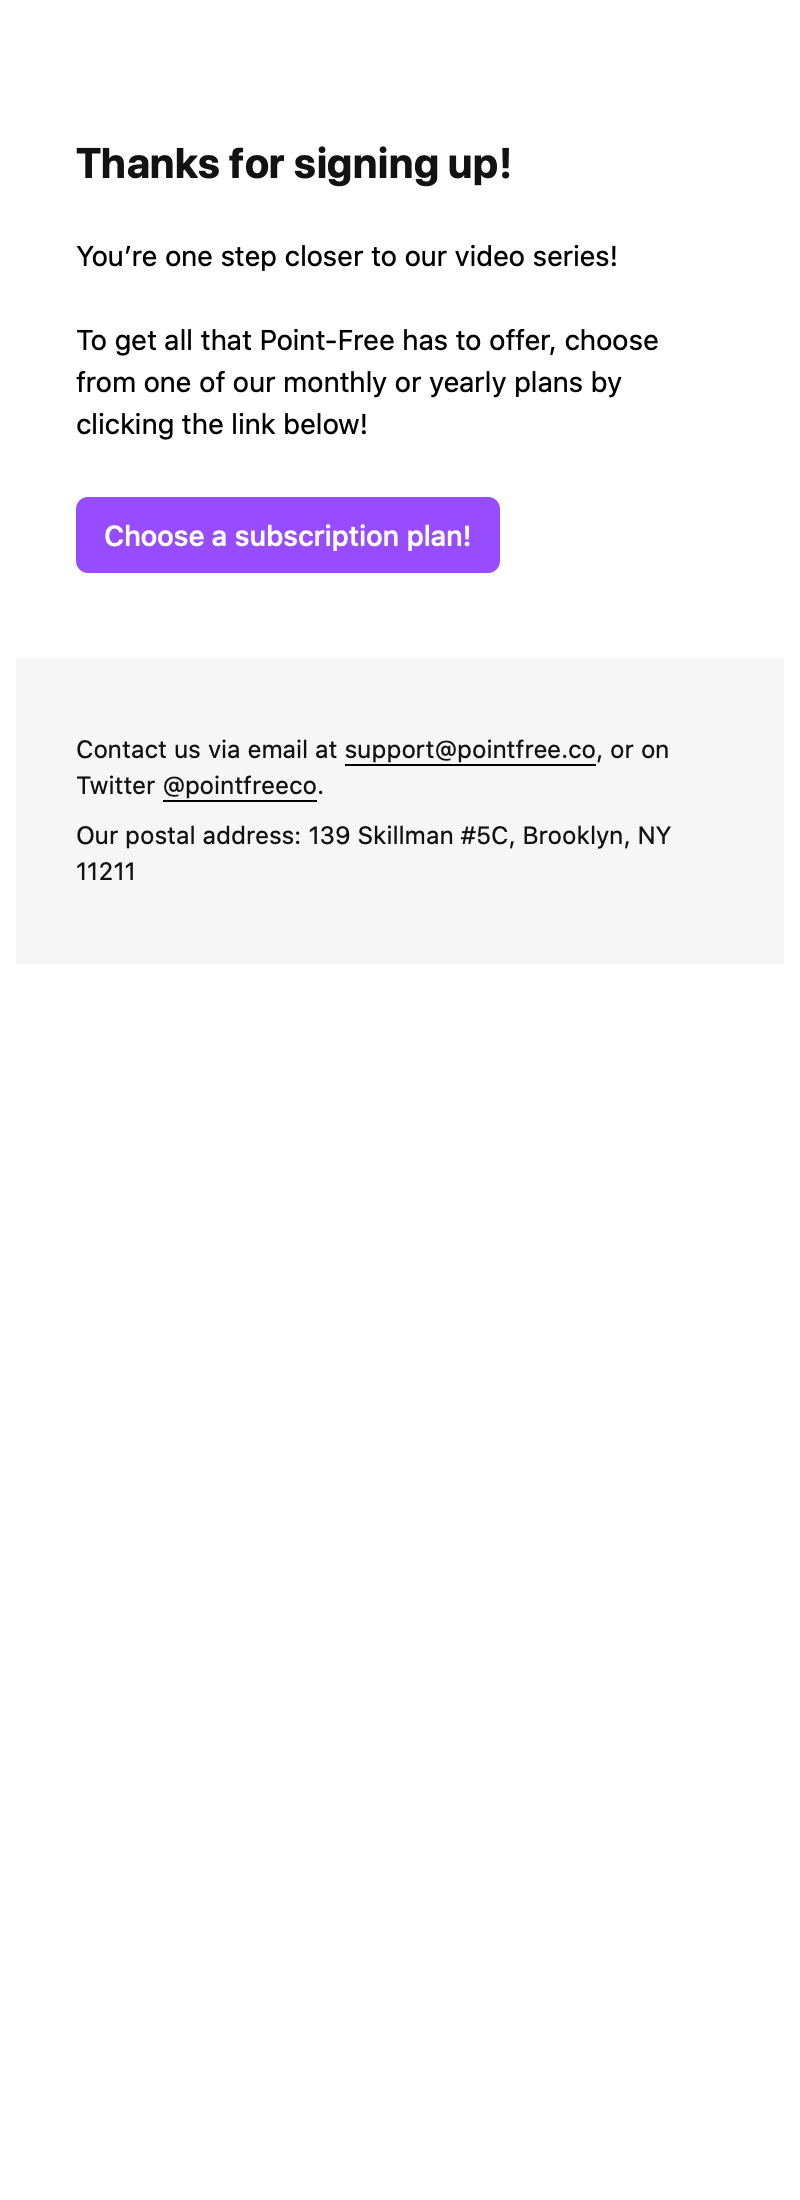 Thanks for signing up!
You’re one step closer to our video series!
To get all that Point-Free has to offer, choose
from one of our monthly or yearly plans by
clicking the link below!
Choose a subscription plan!
Contact us via email at support@pointfree.co, or on
Twitter @pointfreeco.
Our postal address: 139 Skillman #5C, Brooklyn, NY
11211